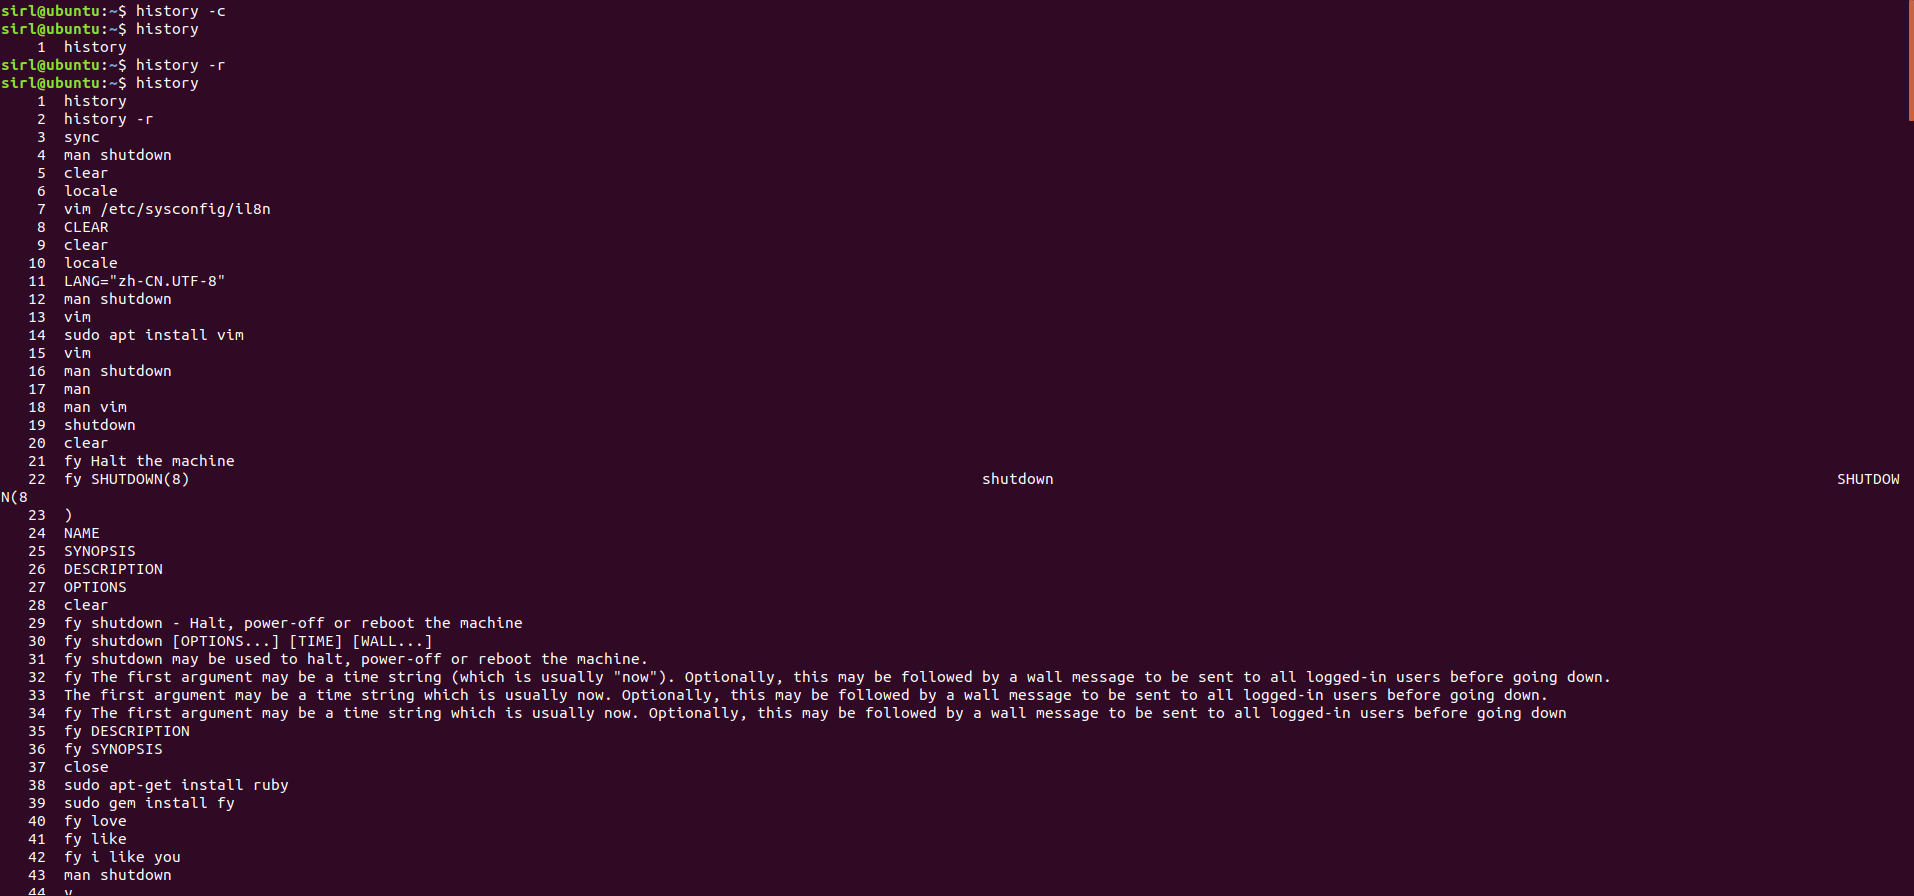 sirl@ubuntu:~$ history -c
sirl@ubuntu:~$ history
1 history
sirl@ubuntu:~$ history -r
sirl@ubuntu:~$ history
1 history
2 history -r
3 sync
4 man shutdown
5 clear
6 locale
7 vim /etc/sysconfig/il8n
8 CLEAR
9 clear
10 locale
11 LANG="zh-CN.UTF-8"
12 man shutdown
13 vim
14 sudo apt install vim
15 vim
16 man shutdown
17 man
18 man vim
19 shutdown
20 clear
21 fy Halt the machine
22 fy SHUTDOWN(8) shutdown SHUTDOW
N(8
23 )
24 NAME
25 SYNOPSIS
26 DESCRIPTION
27 OPTIONS
28 clear
29 fy shutdown - Halt, power-off or reboot the machine
30 fy shutdown [OPTIONS...] [TIME] [WALL...]
31 fy shutdown may be used to halt, power-off or reboot the machine.
32 fy The first argument may be a time string (which is usually "now"). Optionally, this may be followed by a wall message to be sent to all logged-in users before going down.
33 The first argument may be a time string which is usually now. Optionally, this may be followed by a wall message to be sent to all logged-in users before going down.
34 fy The first argument may be a time string which is usually now. Optionally, this may be followed by a wall message to be sent to all logged-in users before going down
35 fy DESCRIPTION
36 fy SYNOPSIS
37 close
38 sudo apt-get install ruby
39 sudo gem install fy
40 fy love
41 fy like
42 fy i like you
43 man shutdown
44